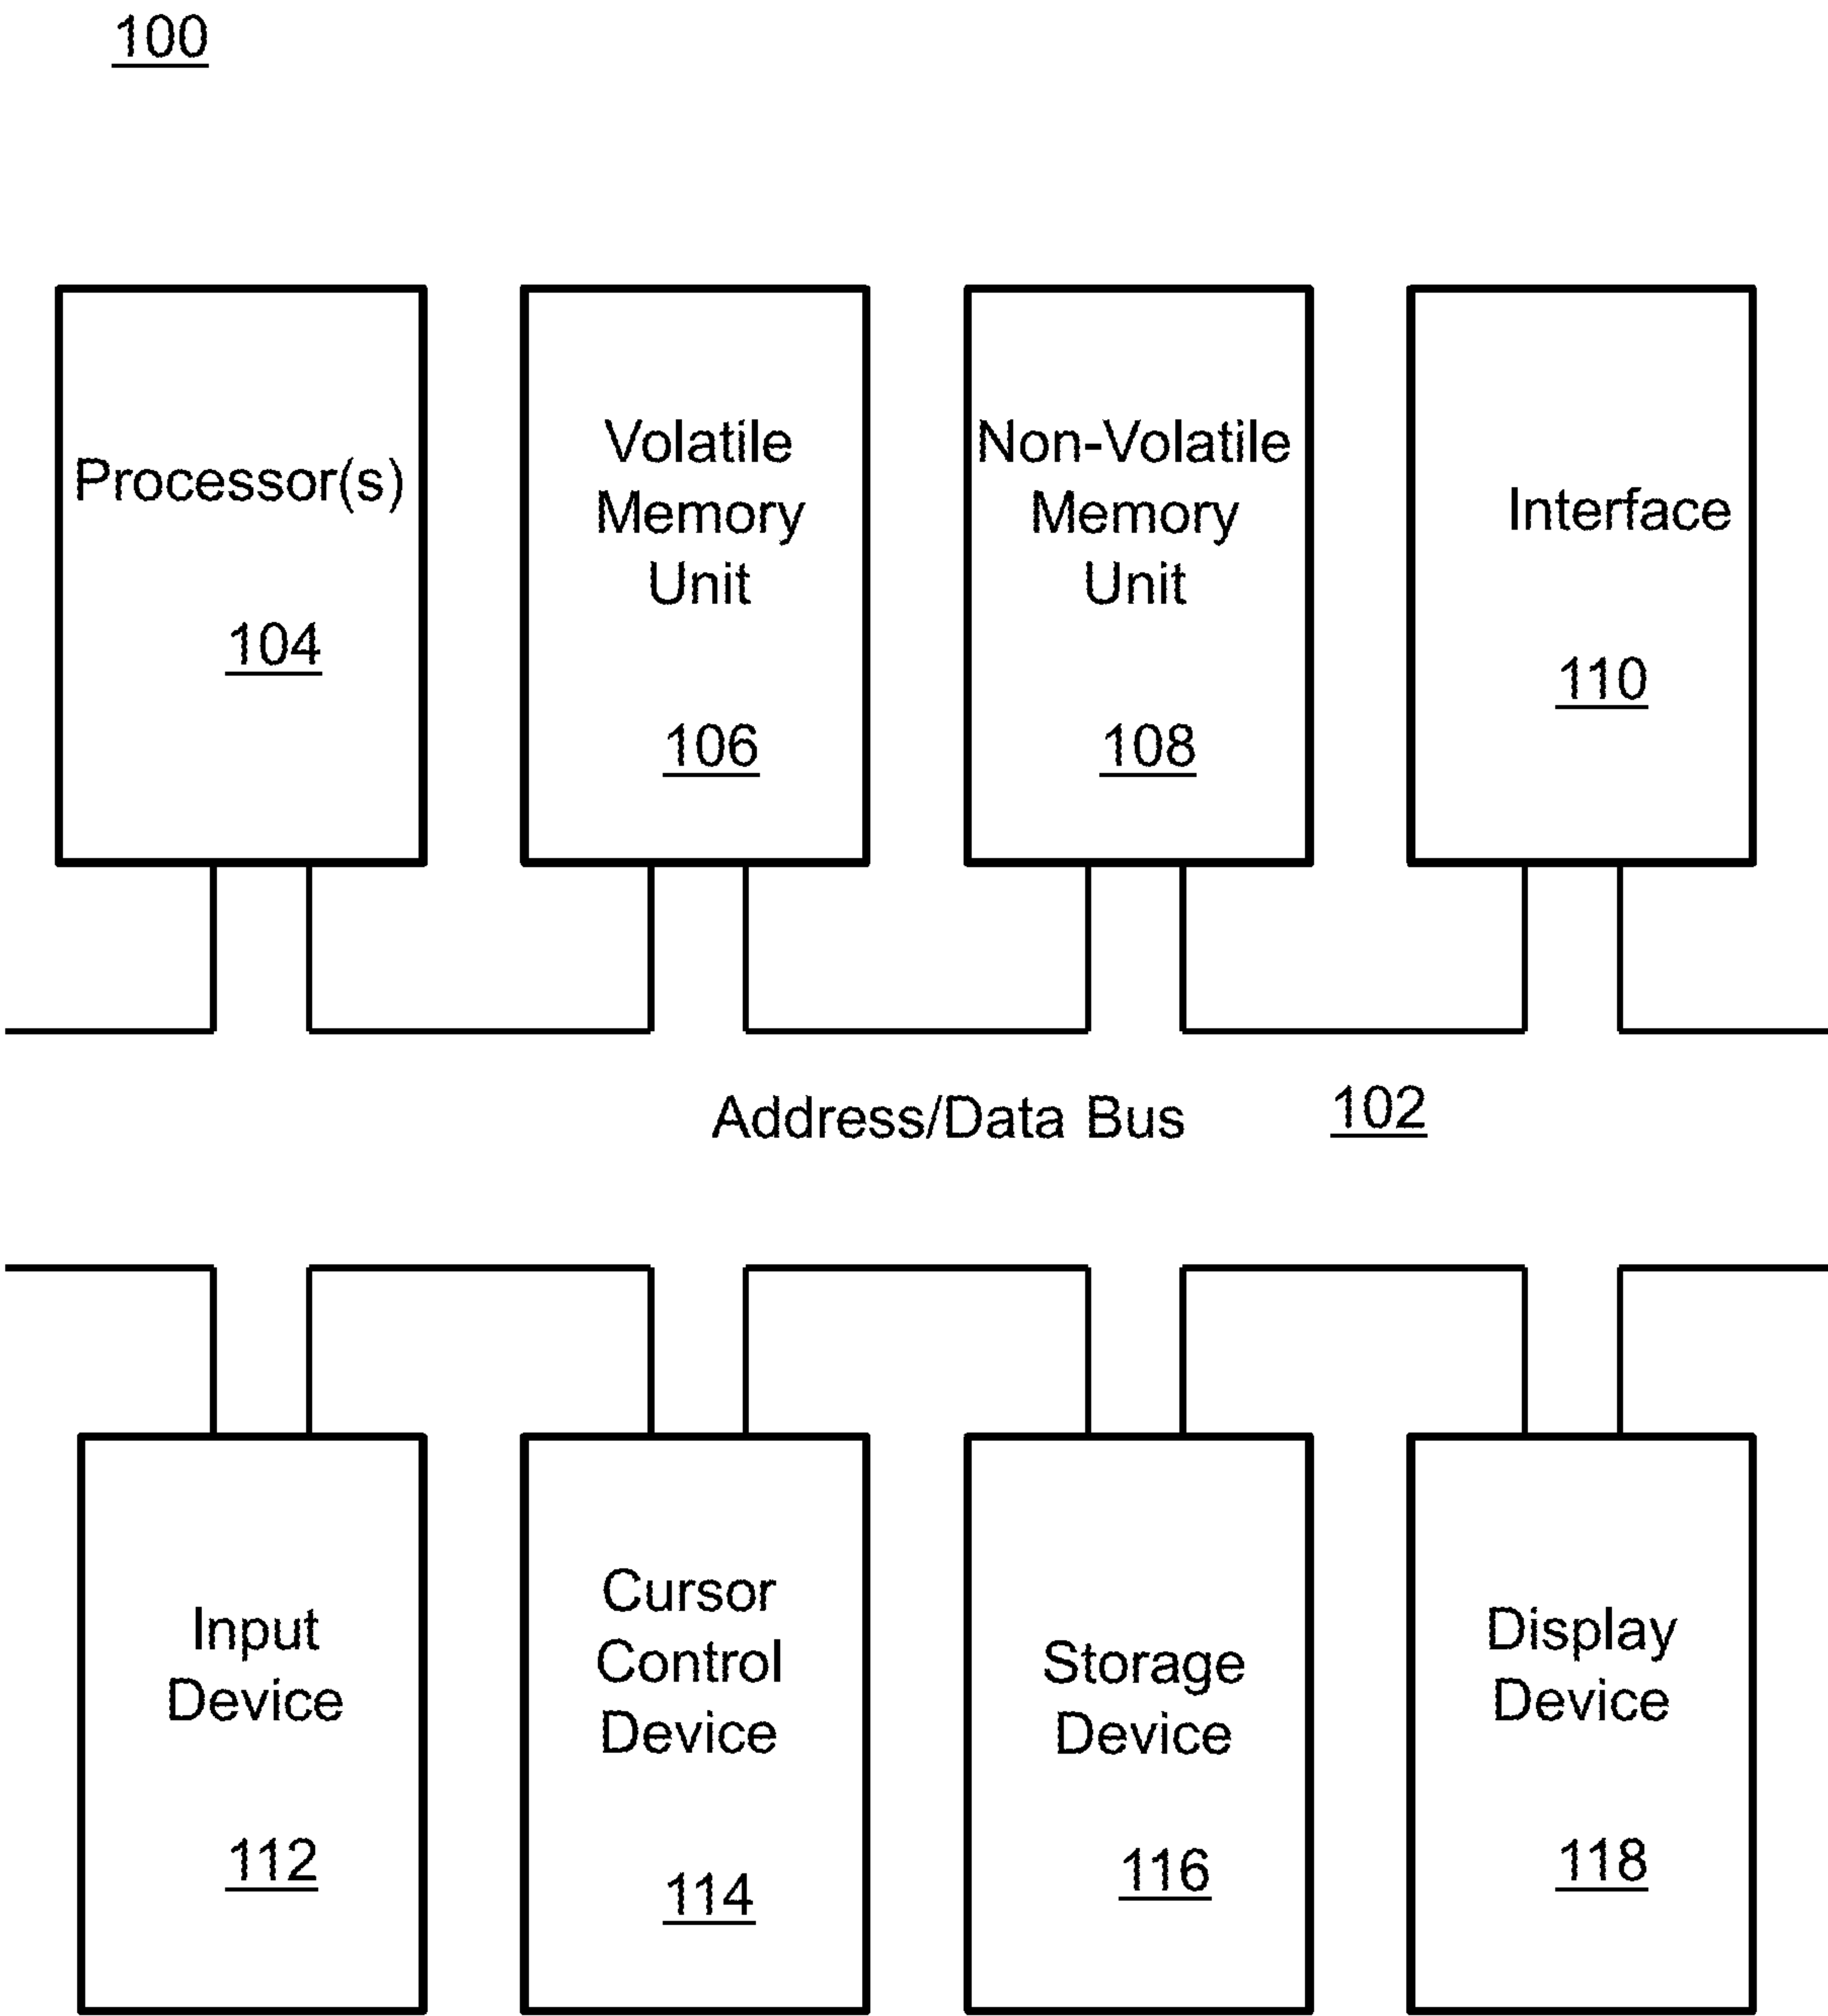 100
Processor(s)
104
Volatile
Memory
Unit
106
Non-Volatile
Memory
Unit
108
Interface
110
Address/Data Bus 102
Input
Device
112
Cursor
Control
Device
114
Storage
Device
116
Display
Device
118